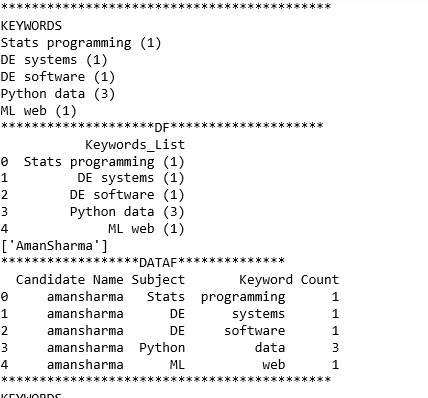 *******************************************
KEYWORDS
Stats programming (1)
DE systems (1)
DE software (1)
Python data (3)
ML web (1)
********************DF********************
Keywords_List
0 Stats programming (1)
1 DE systems (1)
2 DE software (1)
3 Python data (3)
4 ML web (1)
['AmanSharma']
******************DATAF**************
Candidate Name Subject Keyword Count
0 amansharma Stats programming 1
1 amansharma DE systems 1
2 amansharma DE software 1
3 amansharma Python data 3
4 amansharma ML web 1
*******************************************
KEYWORDS